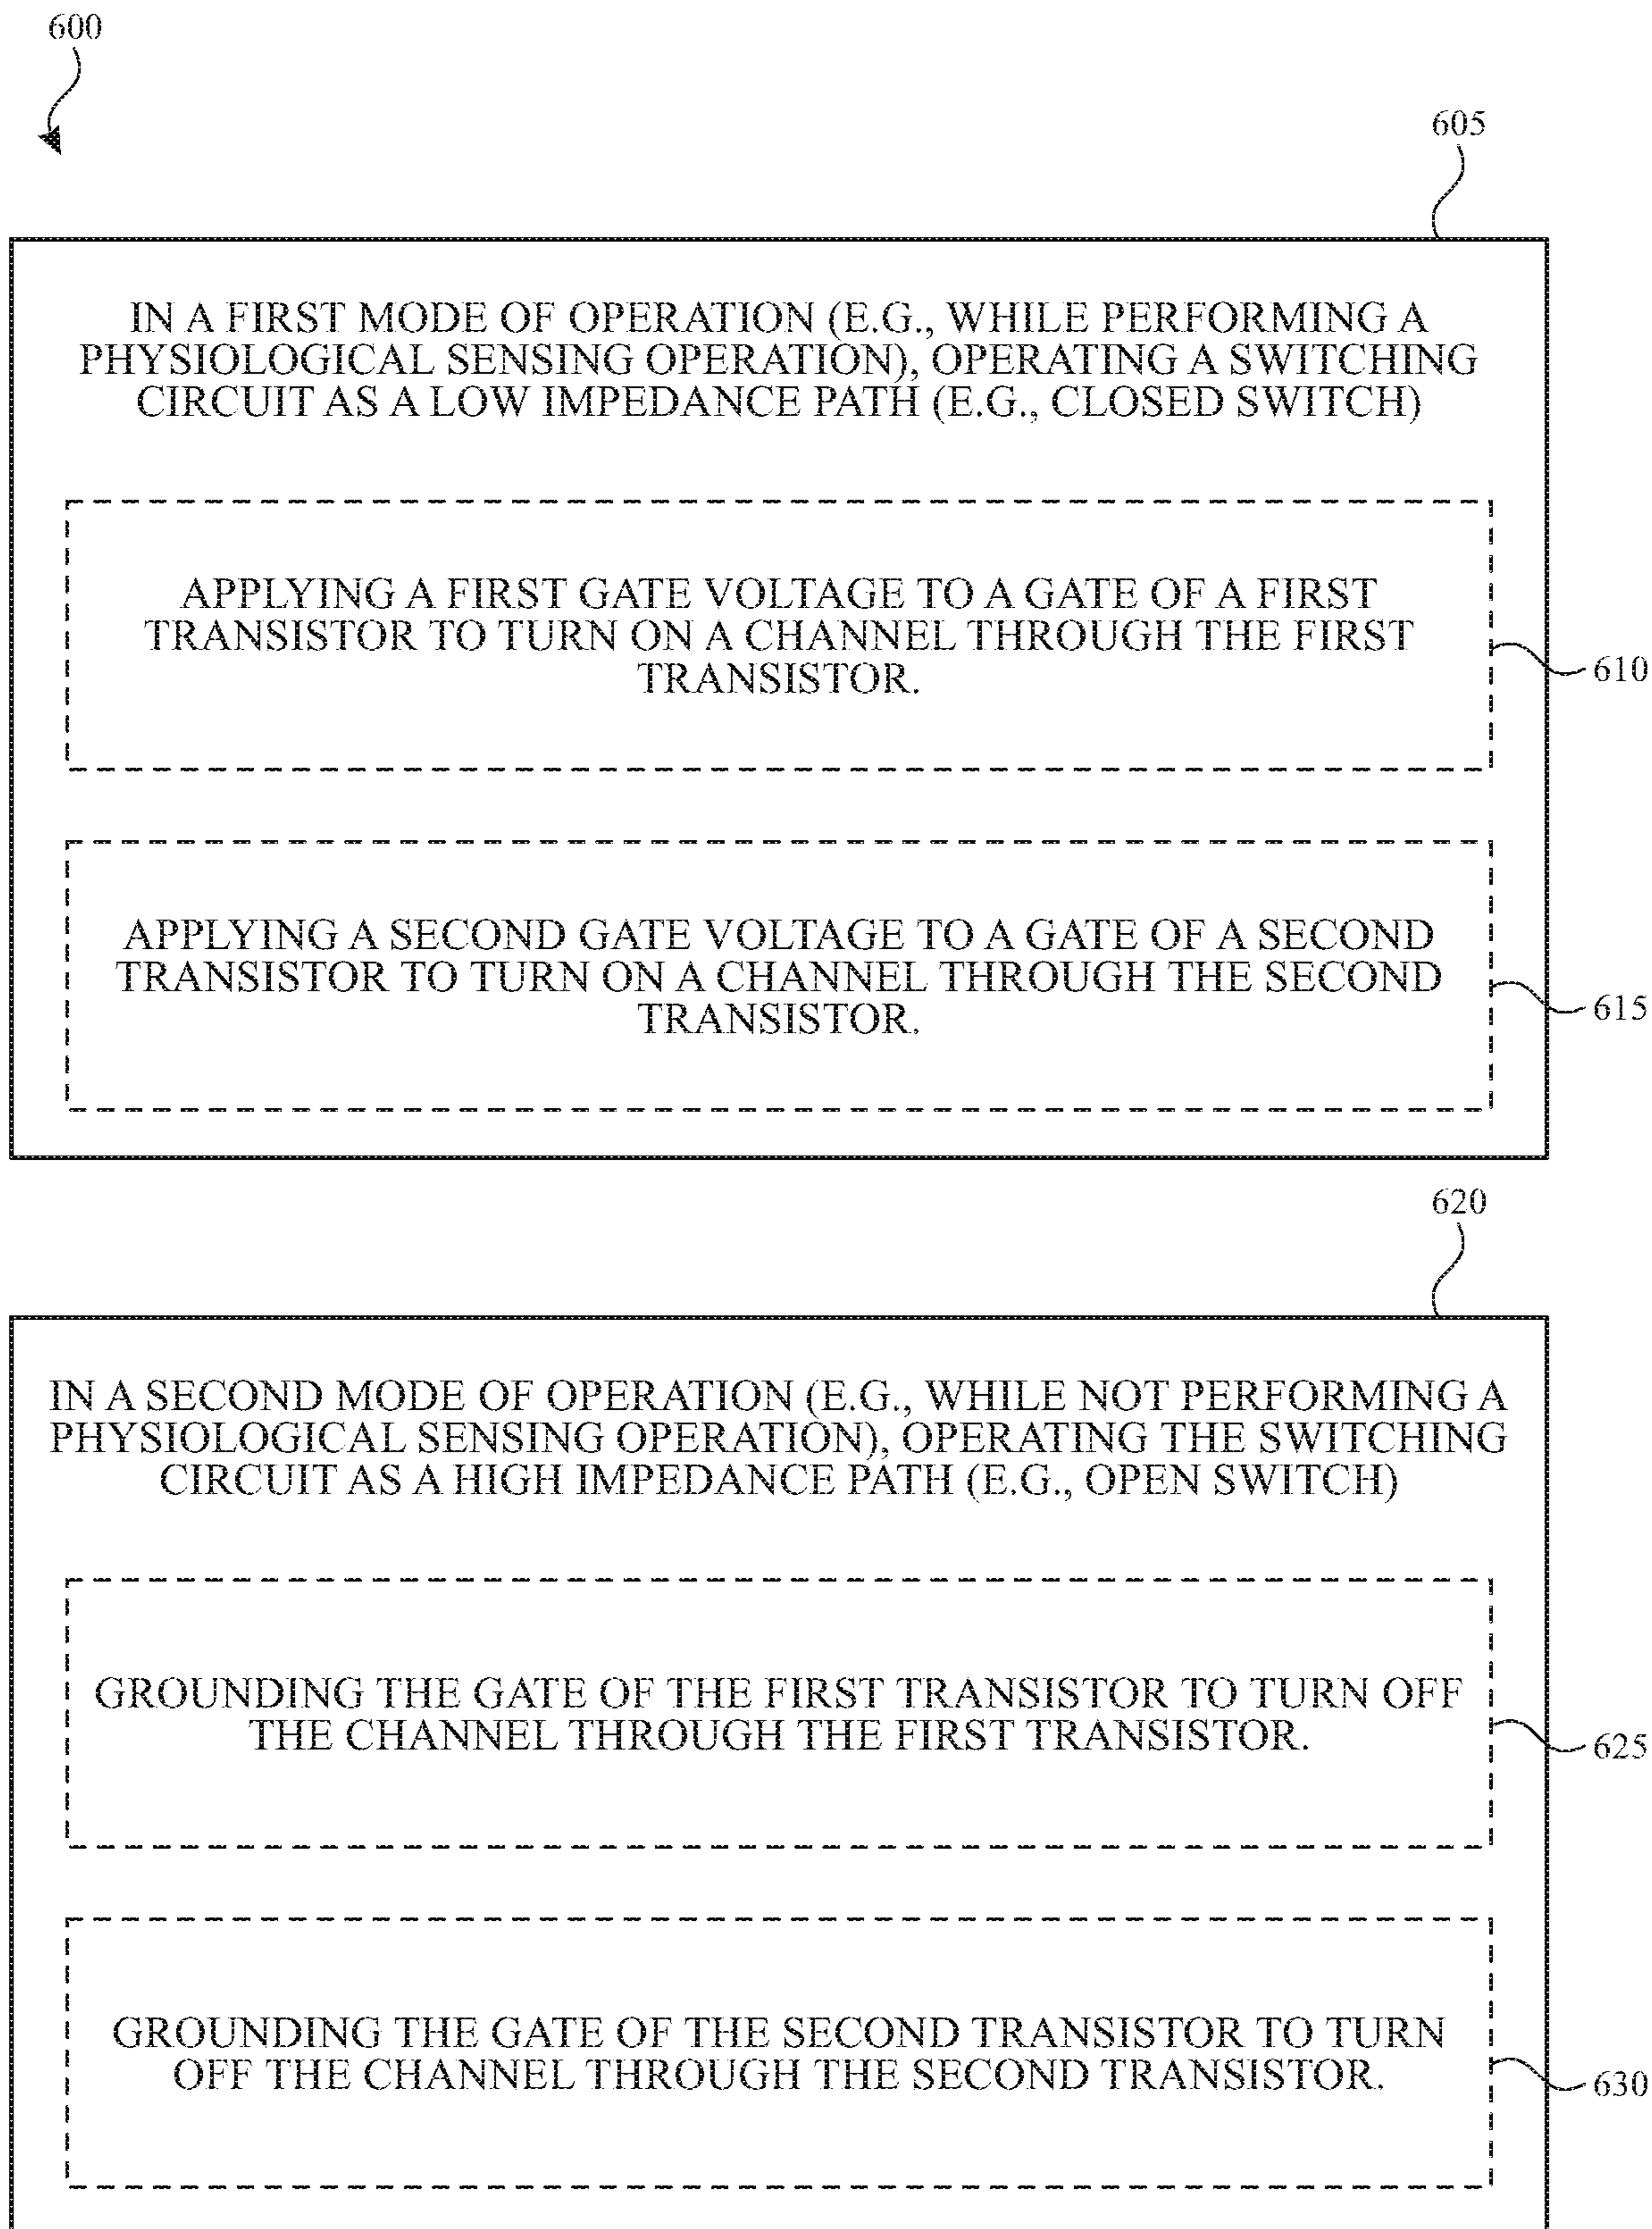 600
605
IN A FIRST MODE OF OPERATION (E.G., WHILE PERFORMING A
PHYSIOLOGICAL SENSING OPERATION), OPERATING A SWITCHING
CIRCUIT AS A LOW IMPEDANCE PATH (E.G., CLOSED SWITCH)
APPLYING A FIRST GATE VOLTAGE TO A GATE OF A FIRST
TRANSISTOR TO TURN ON A CHANNEL THROUGH THE FIRST
TRANSISTOR.
610
APPLYING A SECOND GATE VOLTAGE TO A GATE OF A SECOND
TRANSISTOR TO TURN ON A CHANNEL THROUGH THE SECOND
TRANSISTOR.
615
620
IN A SECOND MODE OF OPERATION (E.G., WHILE NOT PERFORMING A
PHYSIOLOGICAL SENSING OPERATION), OPERATING THE SWITCHING
CIRCUIT AS A HIGH IMPEDANCE PATH (E.G., OPEN SWITCH)
GROUNDING THE GATE OF THE FIRST TRANSISTOR TO TURN OFF
THE CHANNEL THROUGH THE FIRST TRANSISTOR.
625
GROUNDING THE GATE OF THE SECOND TRANSISTOR TO TURN
OFF THE CHANNEL THROUGH THE SECOND TRANSISTOR.
630